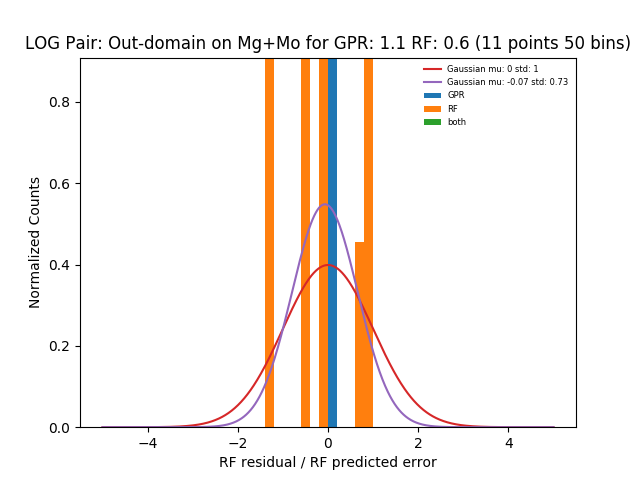 LOG Pair: Out-domain on Mg+Mo for GPR: 1.1 RF: 0.6 (11 points 50 bins)
Gaussian mu: 0 std: 1
Gaussian mu: -0.07 std: 0.73
GPR
RF
both
Normalized Counts
0.8
0.6
0.4
0.2
0.0
−4
−2
0
2
4
RF residual / RF predicted error